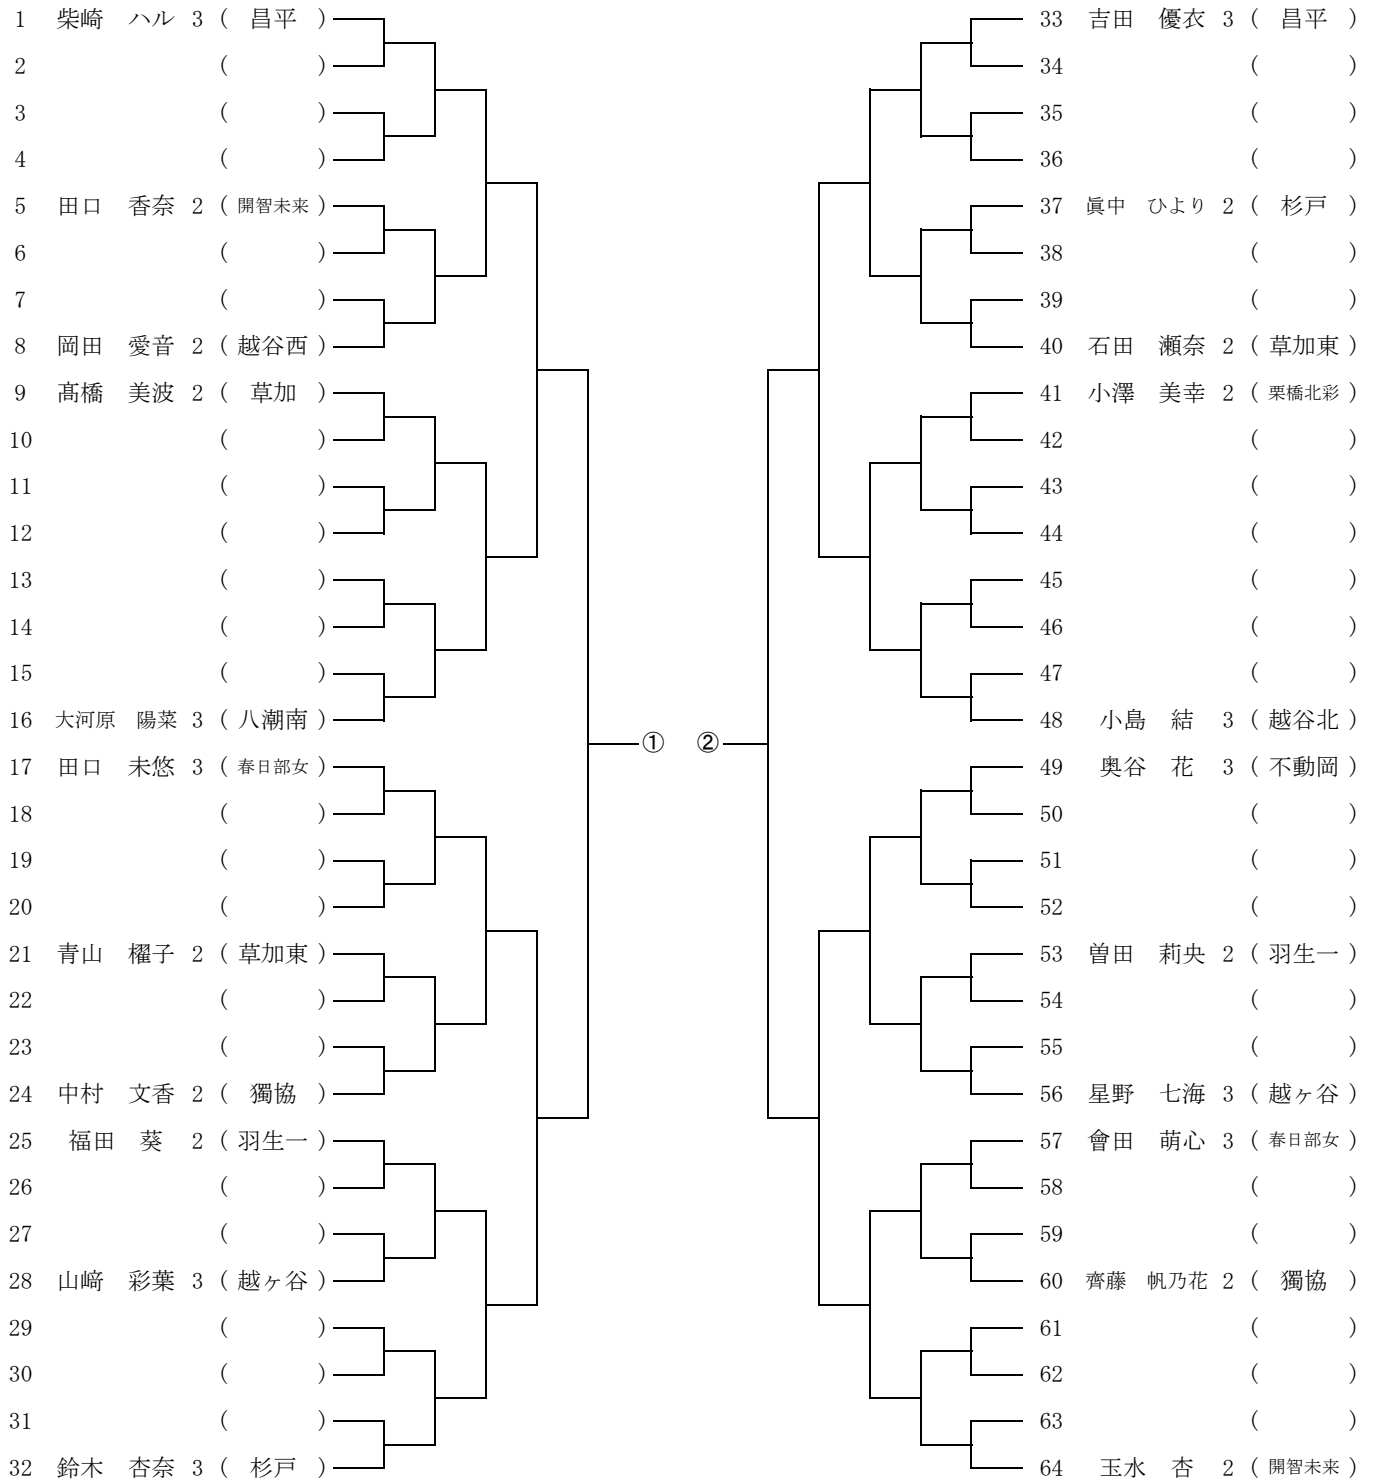 1 柴崎 ハル 3 ( 昌平 )
2 ( )
3 ( )
4 ( )
5 田口 香奈 2 ( 開智未来 )
6 ( )
7 ( )
8 岡田 愛音 2 ( 越谷西 )
9 髙橋 美波 2 ( 草加 )
10 ( )
11 ( )
12 ( )
13 ( )
14 ( )
15 ( )
16 大河原 陽菜 3 ( 八潮南 )
17 田口 未悠 3 ( 春日部女 )
18 ( )
19 ( )
20 ( )
21 青山 櫂子 2 ( 草加東 )
22 ( )
23 ( )
24 中村 文香 2 ( 獨協 )
25 福田 葵 2 ( 羽生一 )
26 ( )
27 ( )
28 山﨑 彩葉 3 ( 越ヶ谷 )
29 ( )
30 ( )
31 ( )
32 鈴木 杏奈 3 ( 杉戸 )
① ②
33 吉田 優衣 3 ( 昌平 )
34 ( )
35 ( )
36 ( )
37 眞中 ひより 2 ( 杉戸 )
38 ( )
39 ( )
40 石田 瀬奈 2 ( 草加東 )
41 小澤 美幸 2 ( 栗橋北彩 )
42 ( )
43 ( )
44 ( )
45 ( )
46 ( )
47 ( )
48 小島 結 3 ( 越谷北 )
49 奥谷 花 3 ( 不動岡 )
50 ( )
51 ( )
52 ( )
53 曽田 莉央 2 ( 羽生一 )
54 ( )
55 ( )
56 星野 七海 3 ( 越ヶ谷 )
57 會田 萌心 3 ( 春日部女 )
58 ( )
59 ( )
60 齊藤 帆乃花 2 ( 獨協 )
61 ( )
62 ( )
63 ( )
64 玉水 杏 2 ( 開智未来 )